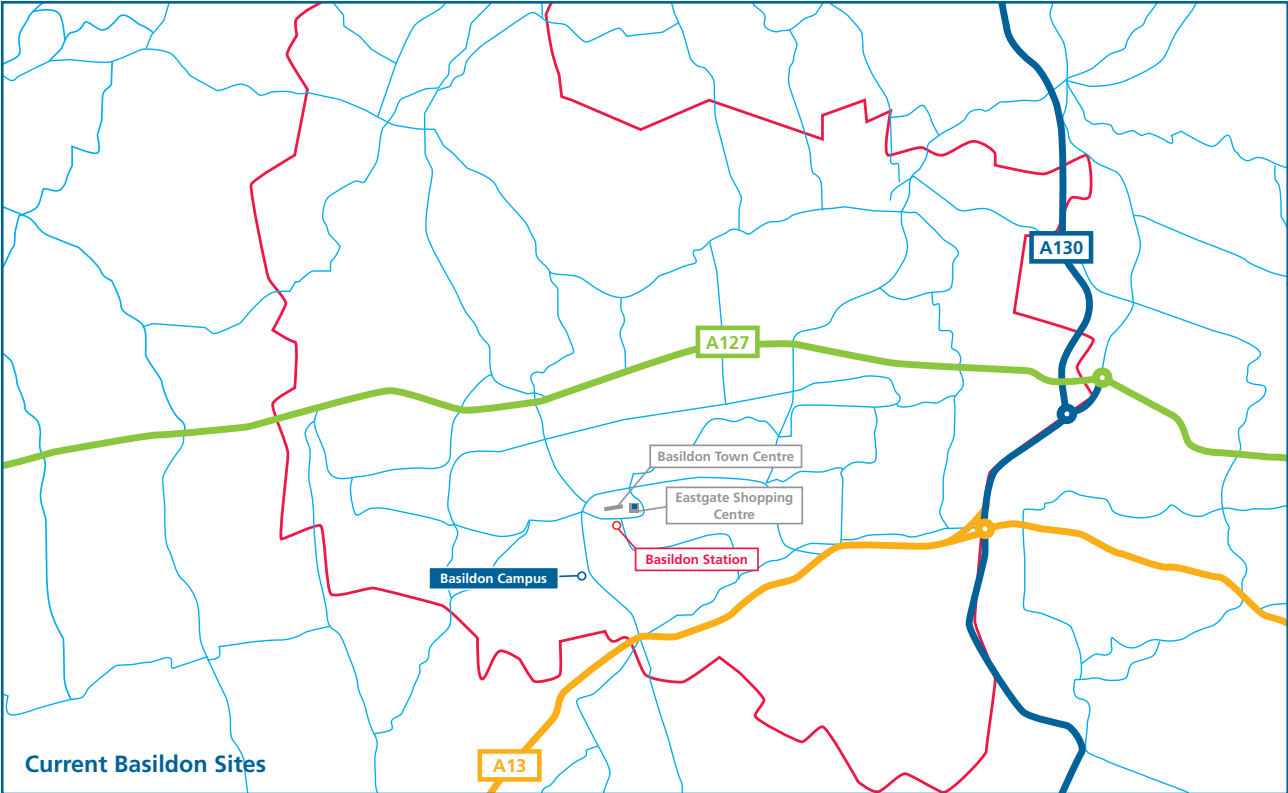 A130
A127
Basildon Town Centre
Eastgate Shopping
Centre
Basildon Station
Basildon Campus
Current Basildon Sites
A13